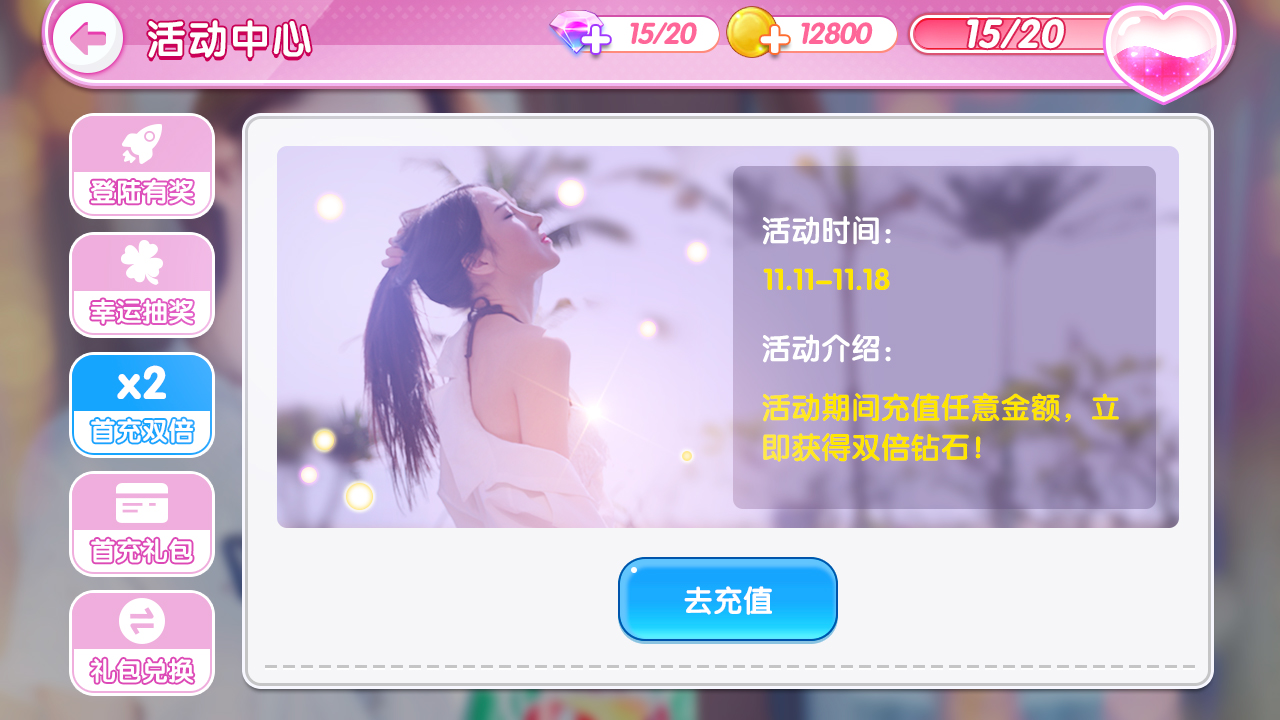 活动中心
15/20
12800
15/20
登陆有奖
幸运抽奖
x2
首充双倍
首充礼包
礼包兑换
活动时间:
11.11-11.18
活动介绍:
活动期间充值任意金额，立
即获得双倍钻石!
去充值